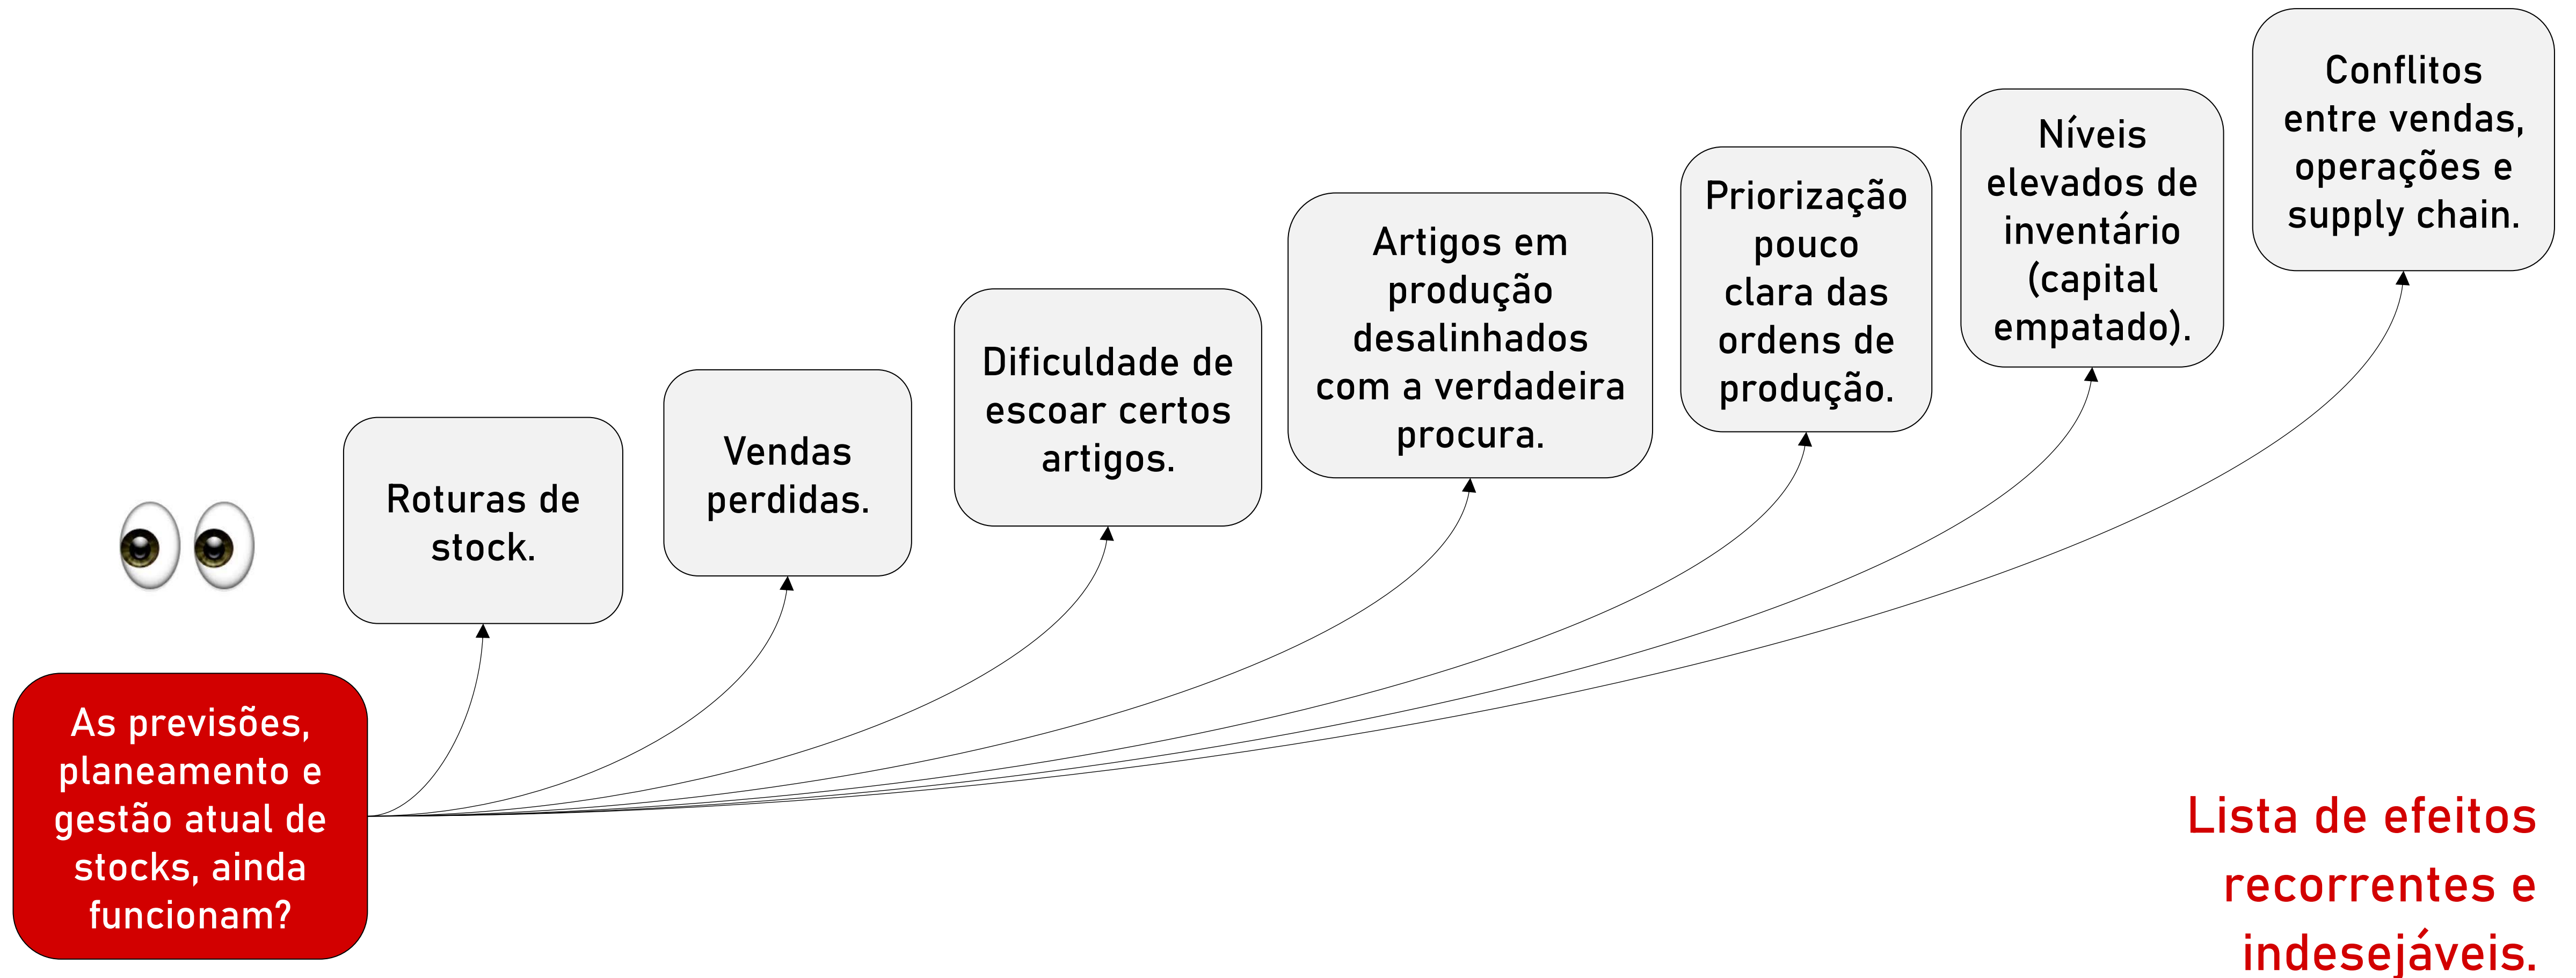 As previsões,
planeamento e
gestão atual de
stocks, ainda
funcionam?
Roturas de
stock.
Vendas
perdidas.
Dificuldade de
escoar certos
artigos.
Artigos em
produção
desalinhados
com a verdadeira
procura.
Priorização
pouco
clara das
ordens de
produção.
Níveis
elevados de
inventário
(capital
empatado).
Conflitos
entre vendas,
operações e
supply chain.
Lista de efeitos
recorrentes e
indesejáveis.